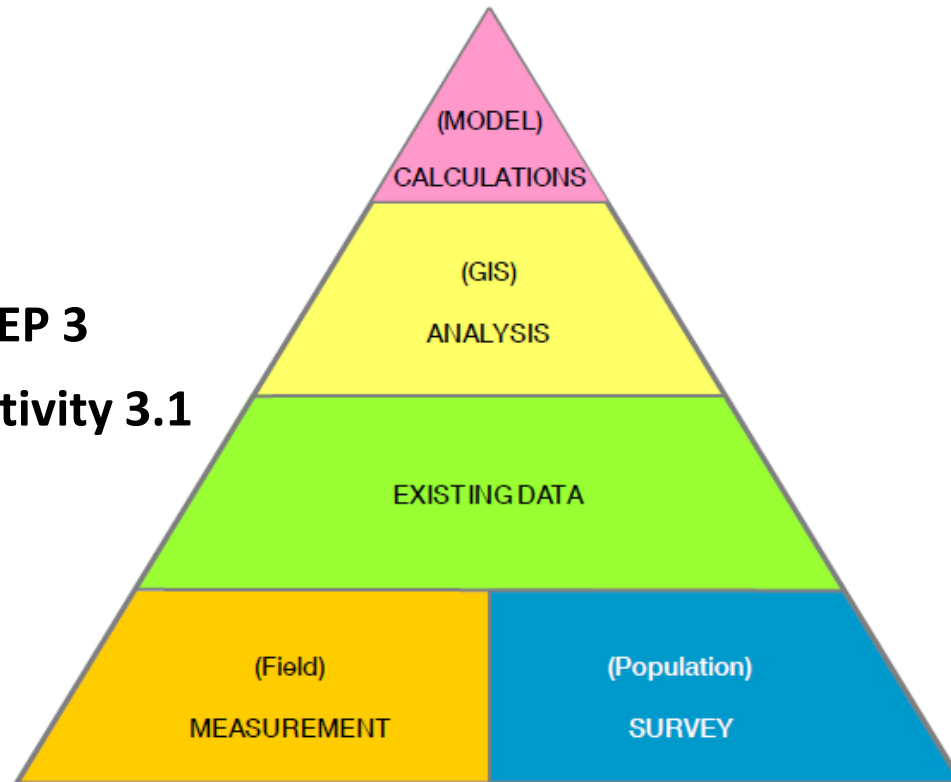 (MODEL)
CALCULATIONS
(GIS)
ANALYSIS
EP 3
tivity 3.1
EXISTING DATA
(Field)
MEASUREMENT
(Population)
SURVEY